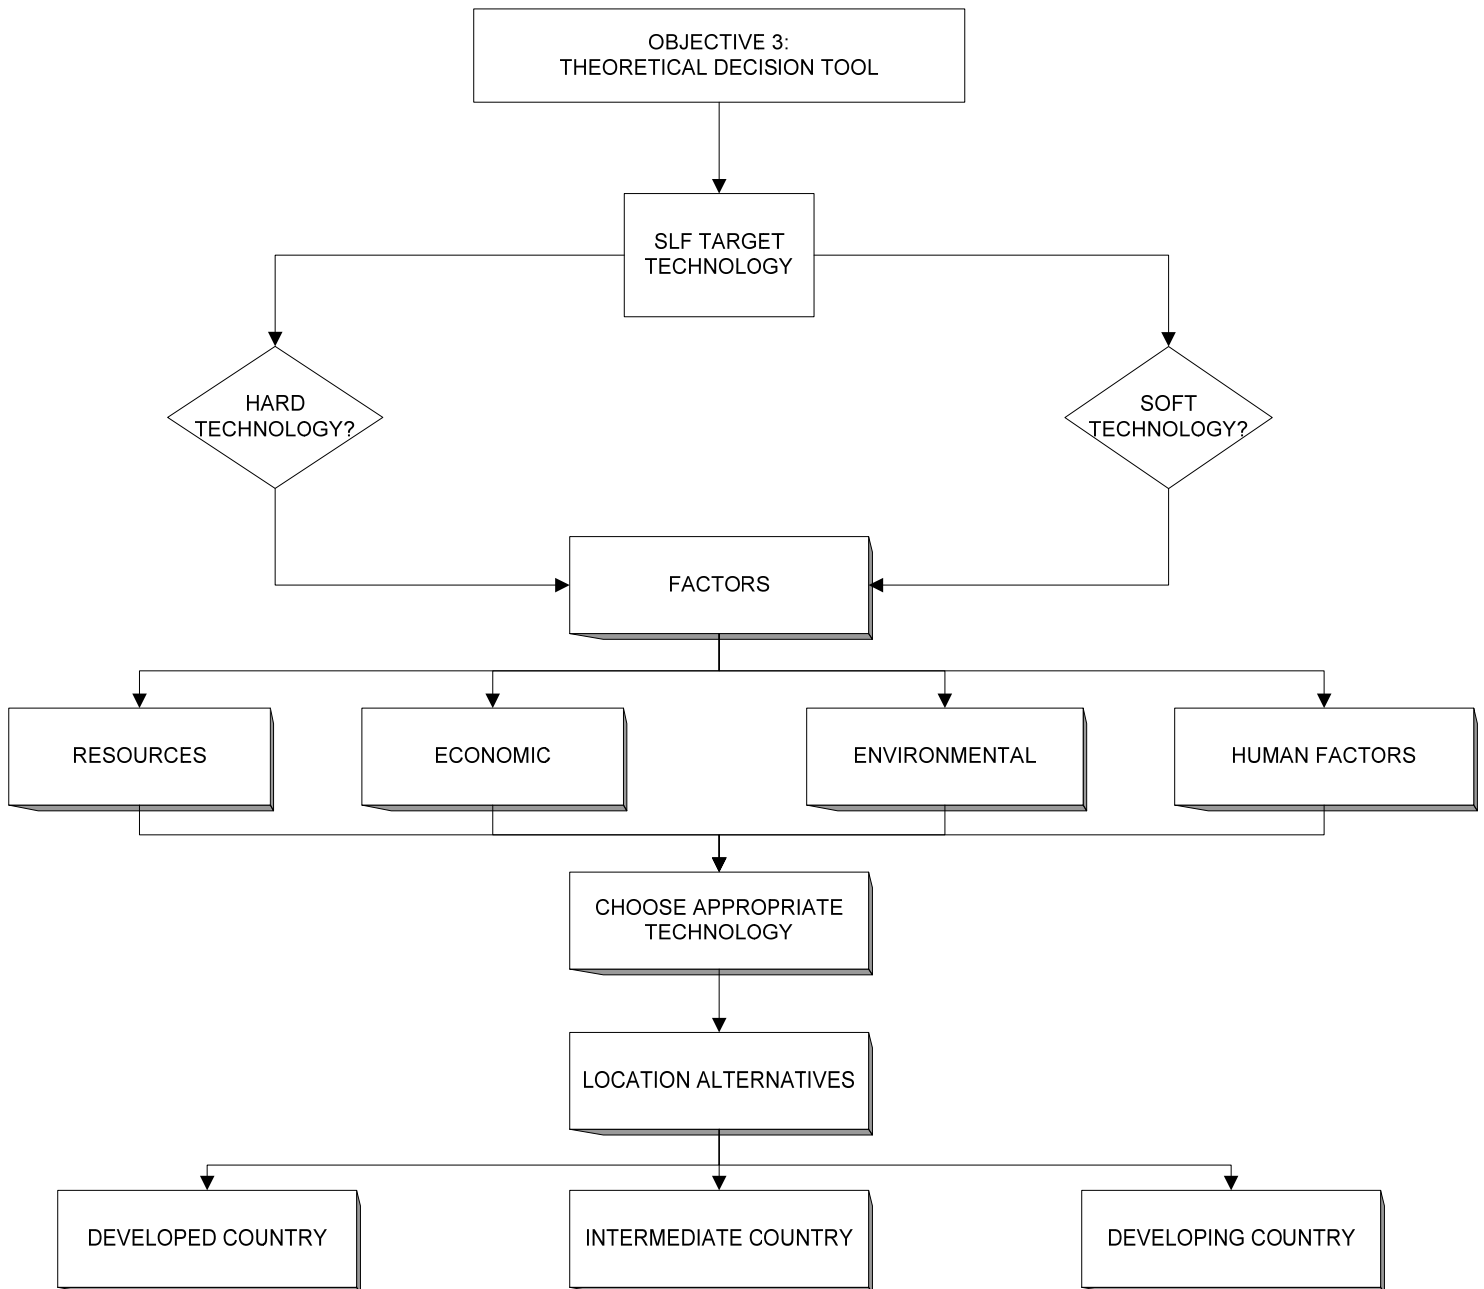 OBJECTIVE 3:
THEORETICAL DECISION TOOL
SLF TARGET
TECHNOLOGY
HARD
TECHNOLOGY?
SOFT
TECHNOLOGY?
FACTORS
RESOURCES
ECONOMIC
ENVIRONMENTAL
HUMAN FACTORS
CHOOSE APPROPRIATE
TECHNOLOGY
LOCATION ALTERNATIVES
DEVELOPED COUNTRY
INTERMEDIATE COUNTRY
DEVELOPING COUNTRY